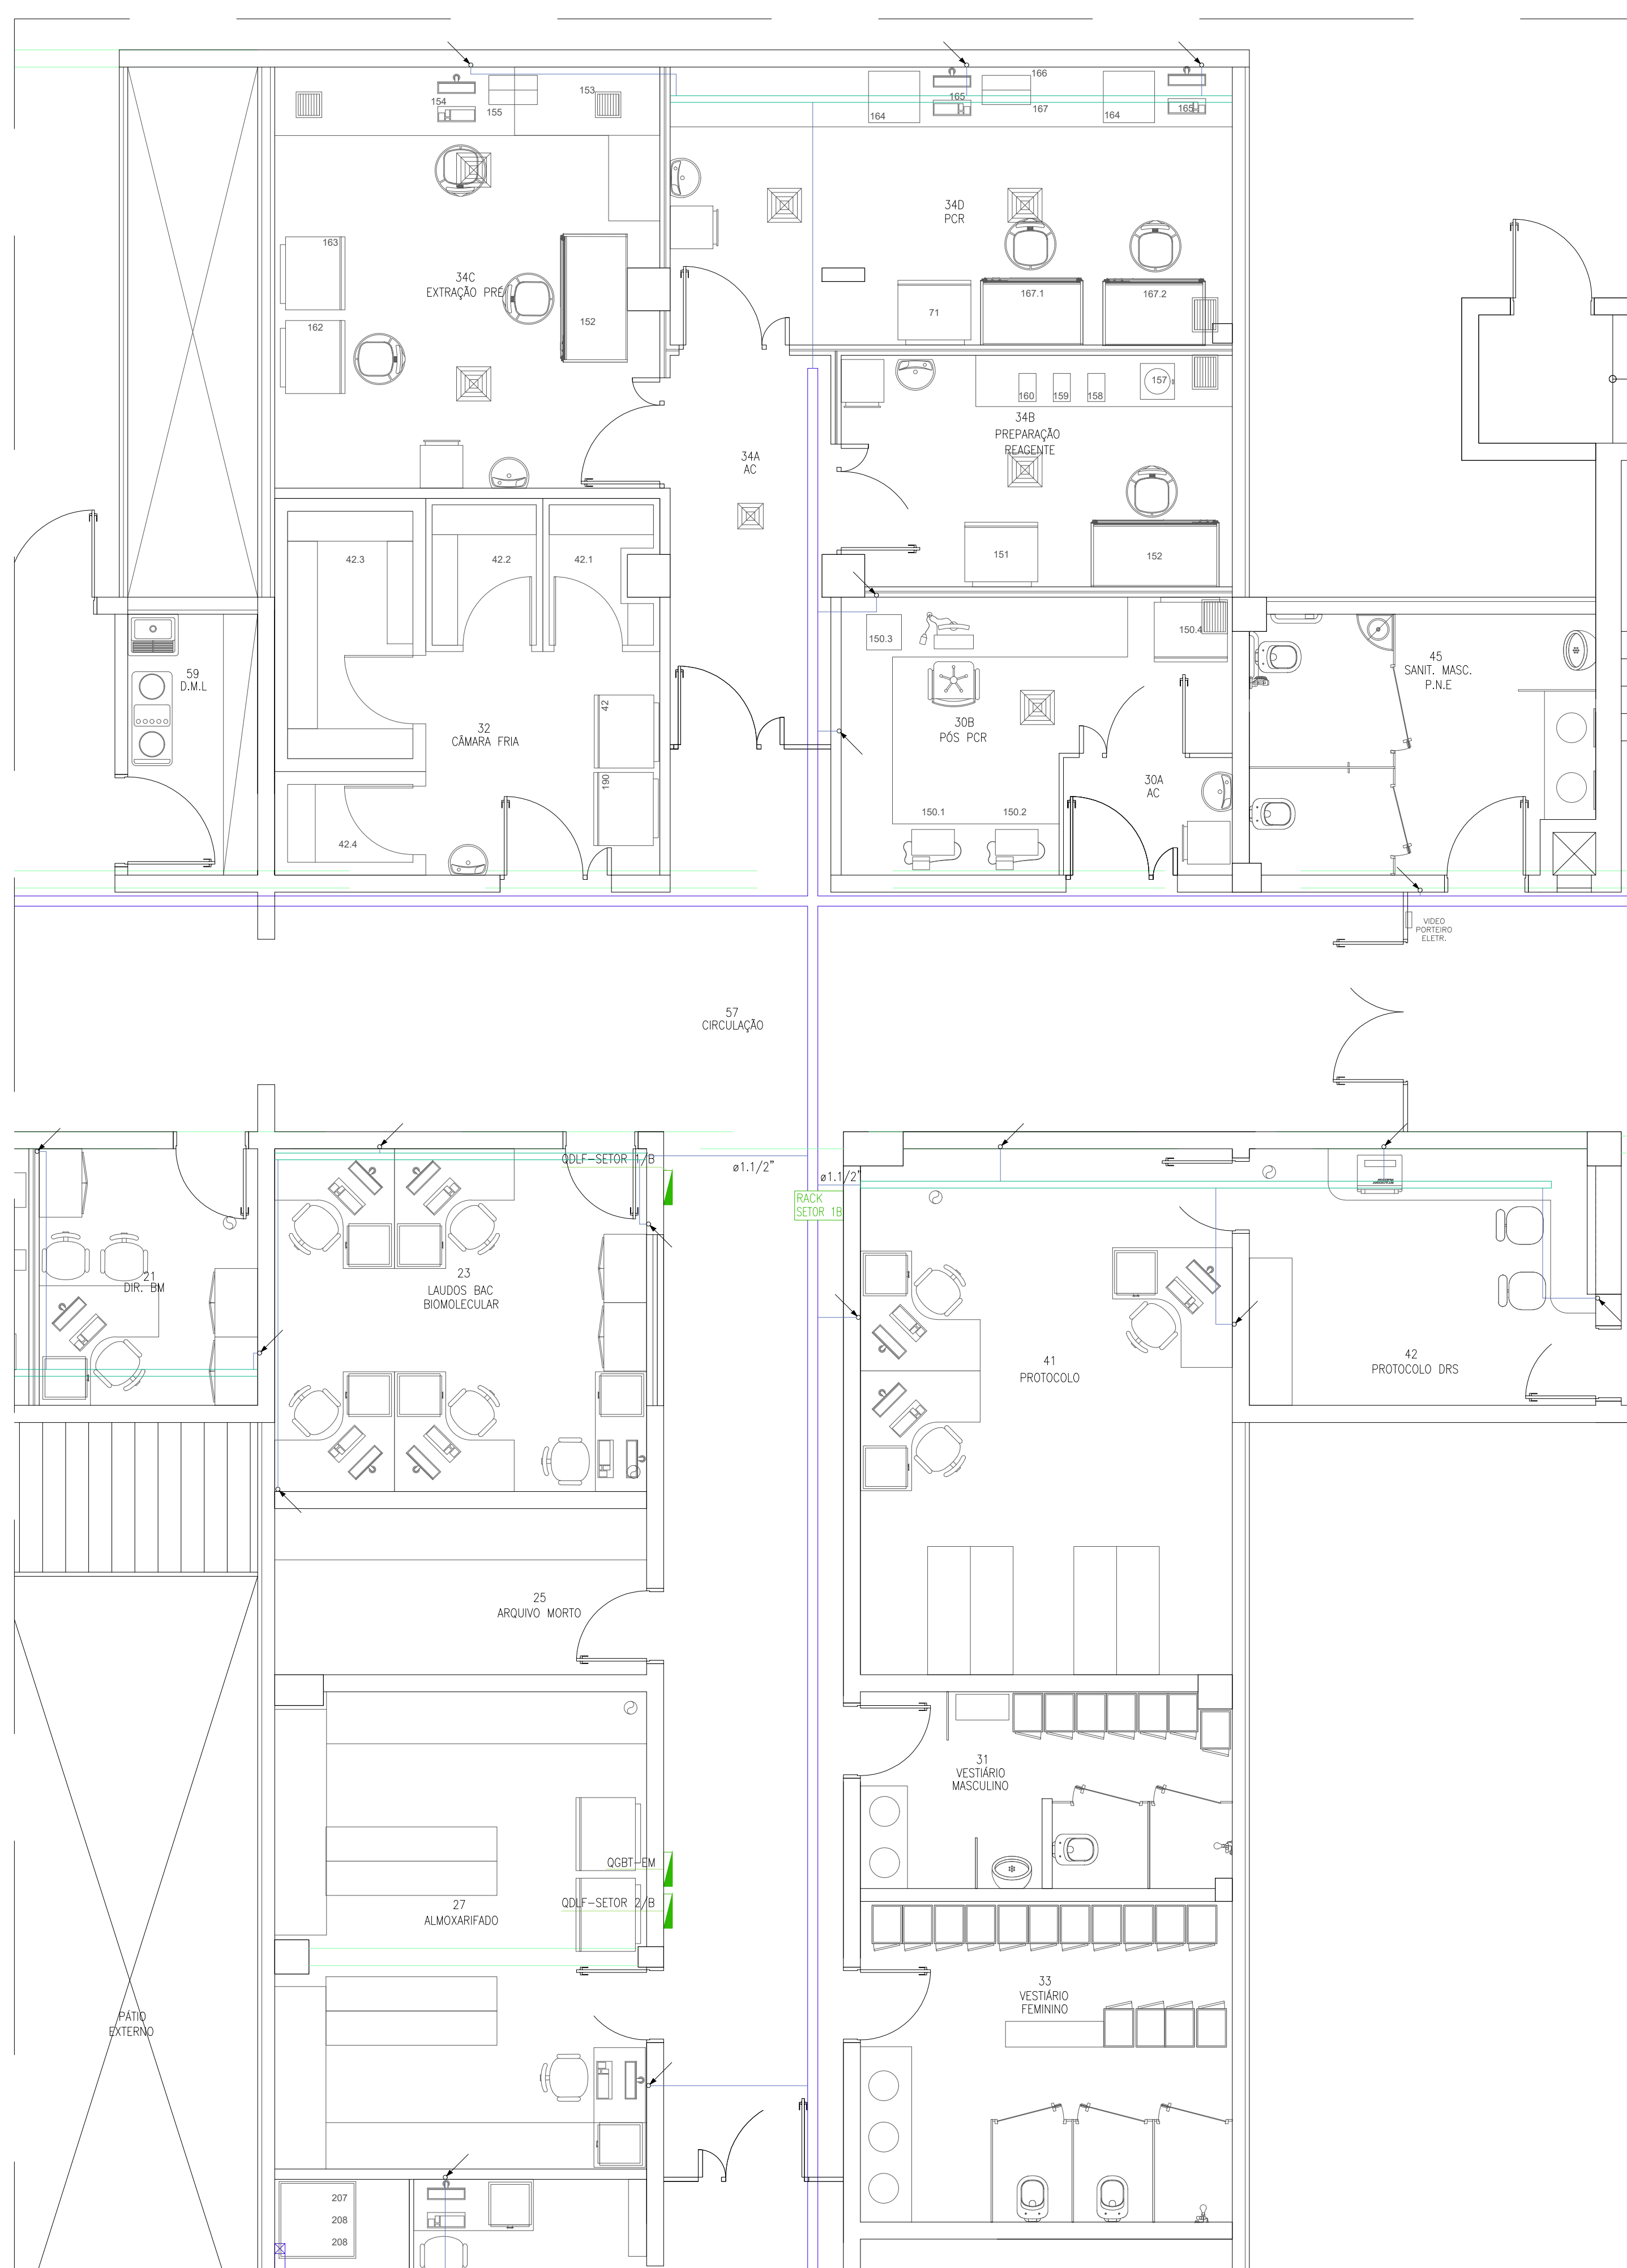 154
155
153
166
165
167
164
164
165
34D
PCR
163
34C
EXTRAÇÃO PRÉ
162
152
71
167.1
167.2
160
159
158
157
34B
PREPARAÇÃO
REAGENTE
34A
AC
151
152
42.3
42.2
42.1
150.3
150.4
59
D.M.L
45
SANIT. MASC.
P.N.E
42
190
32
CÂMARA FRIA
30B
PÓS PCR
30A
AC
150.1
150.2
42.4
VIDEO
PORTEIRO
ELETR.
57
CIRCULAÇÃO
QDLF-SETOR 1/B
ø1.1/2"
ø1.1/2"
RACK
SETOR 1B
21
DIR. BM
23
LAUDOS BAC
BIOMOLECULAR
41
PROTOCOLO
42
PROTOCOLO DRS
25
ARQUIVO MORTO
31
VESTIÁRIO
MASCULINO
QGBT-EM
QDLF-SETOR 2/B
27
ALMOXARIFADO
33
VESTIÁRIO
FEMININO
PÁTIO
EXTERNO
207
208
208